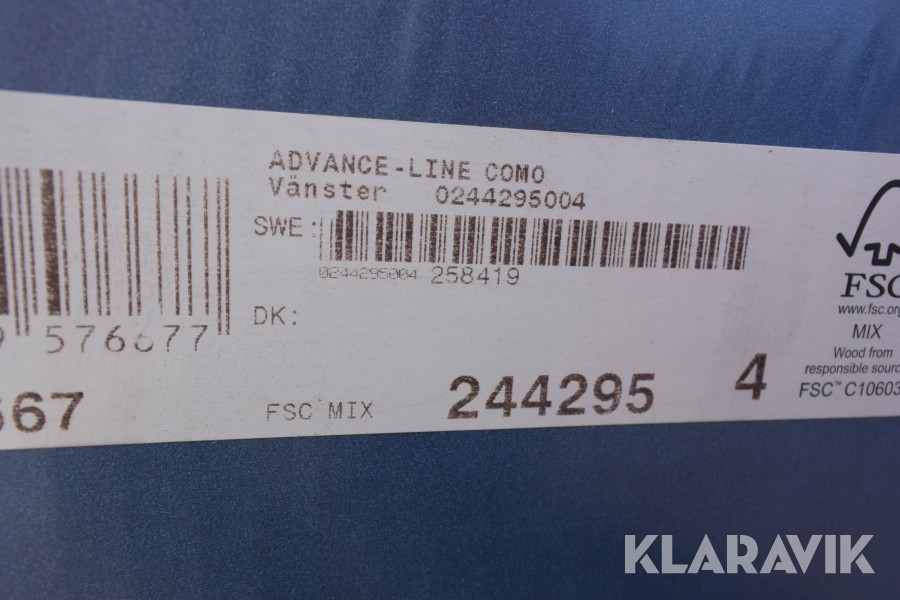 ADVANCE-LINE COMO
Vänster 0244295004
SWE:
0244295004 258419
576677
DK:
667
FSC MIX 244295 4
FSC
www.fsc.org
MIX
Wood from
responsible sourc
FSC™ C10603
KLARAVIK